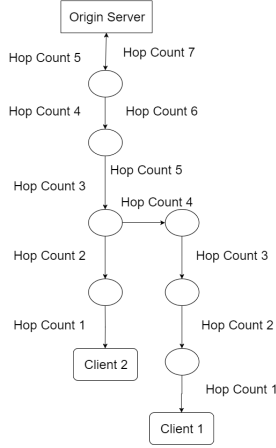 Origin Server
Hop Count 5
Hop Count 7
Hop Count 4
Hop Count 6
Hop Count 5
Hop Count 3
Hop Count 4
Hop Count 2
Hop Count 3
Hop Count 1
Hop Count 2
Client 2
Hop Count 1
Client 1